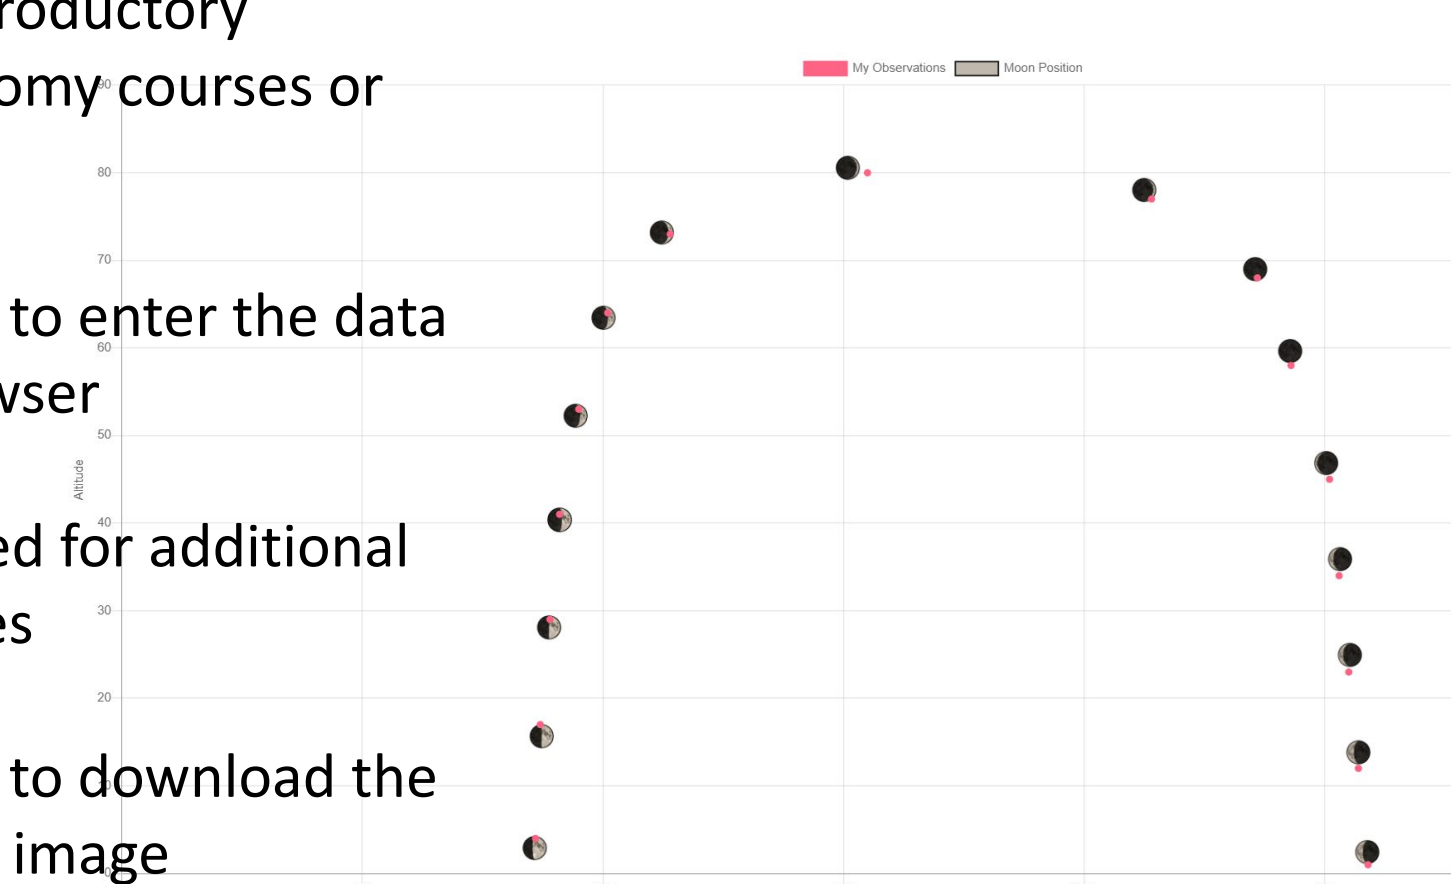 roductory
omy courses or
to enter the data
wser
ed for additional
es
to download the
image
My Observations
Moon Position
90
80
70
60
50
40
30
20
Altitude